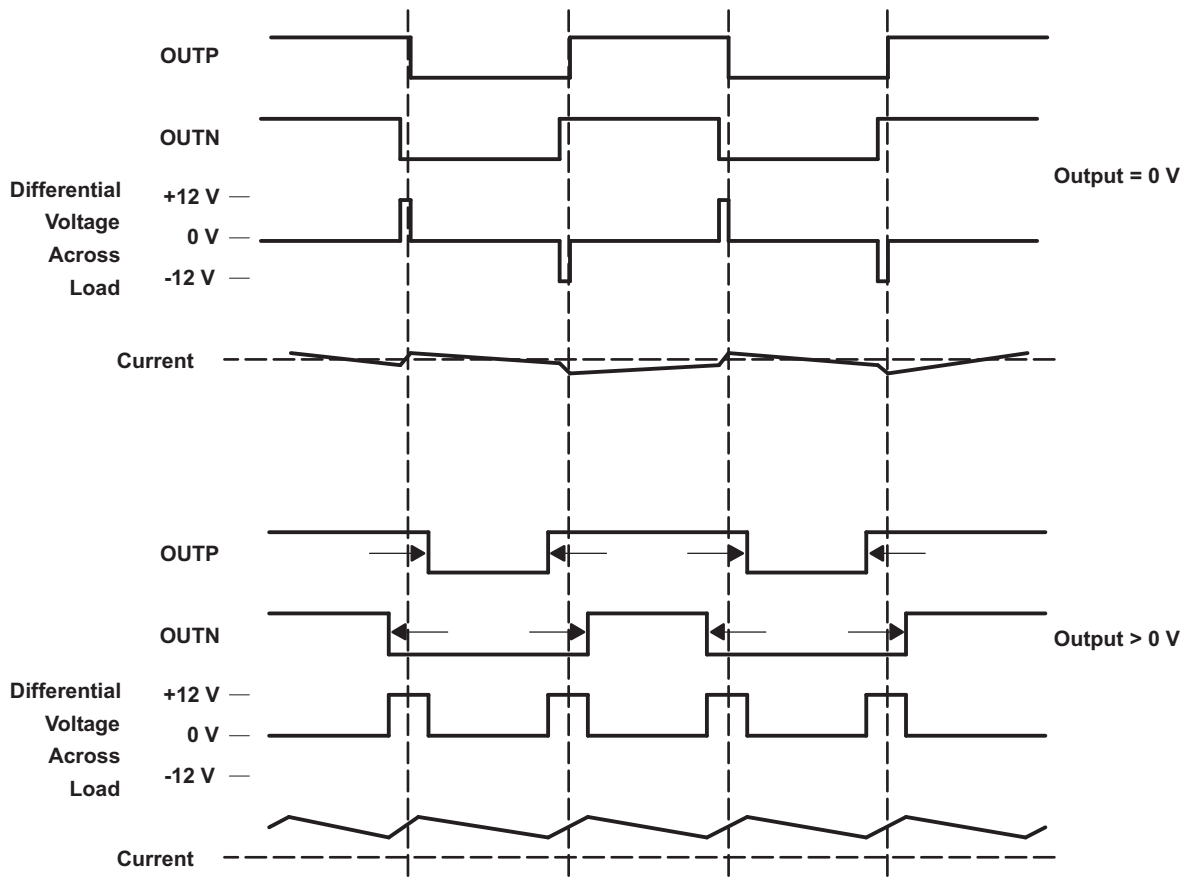 OUTP
OUTN
Output = 0 V
Differential
Voltage
Across
Load
+12 V
0 V
-12 V
Current
OUTP
OUTN
Output > 0 V
Differential
Voltage
Across
Load
+12 V
0 V
-12 V
Current